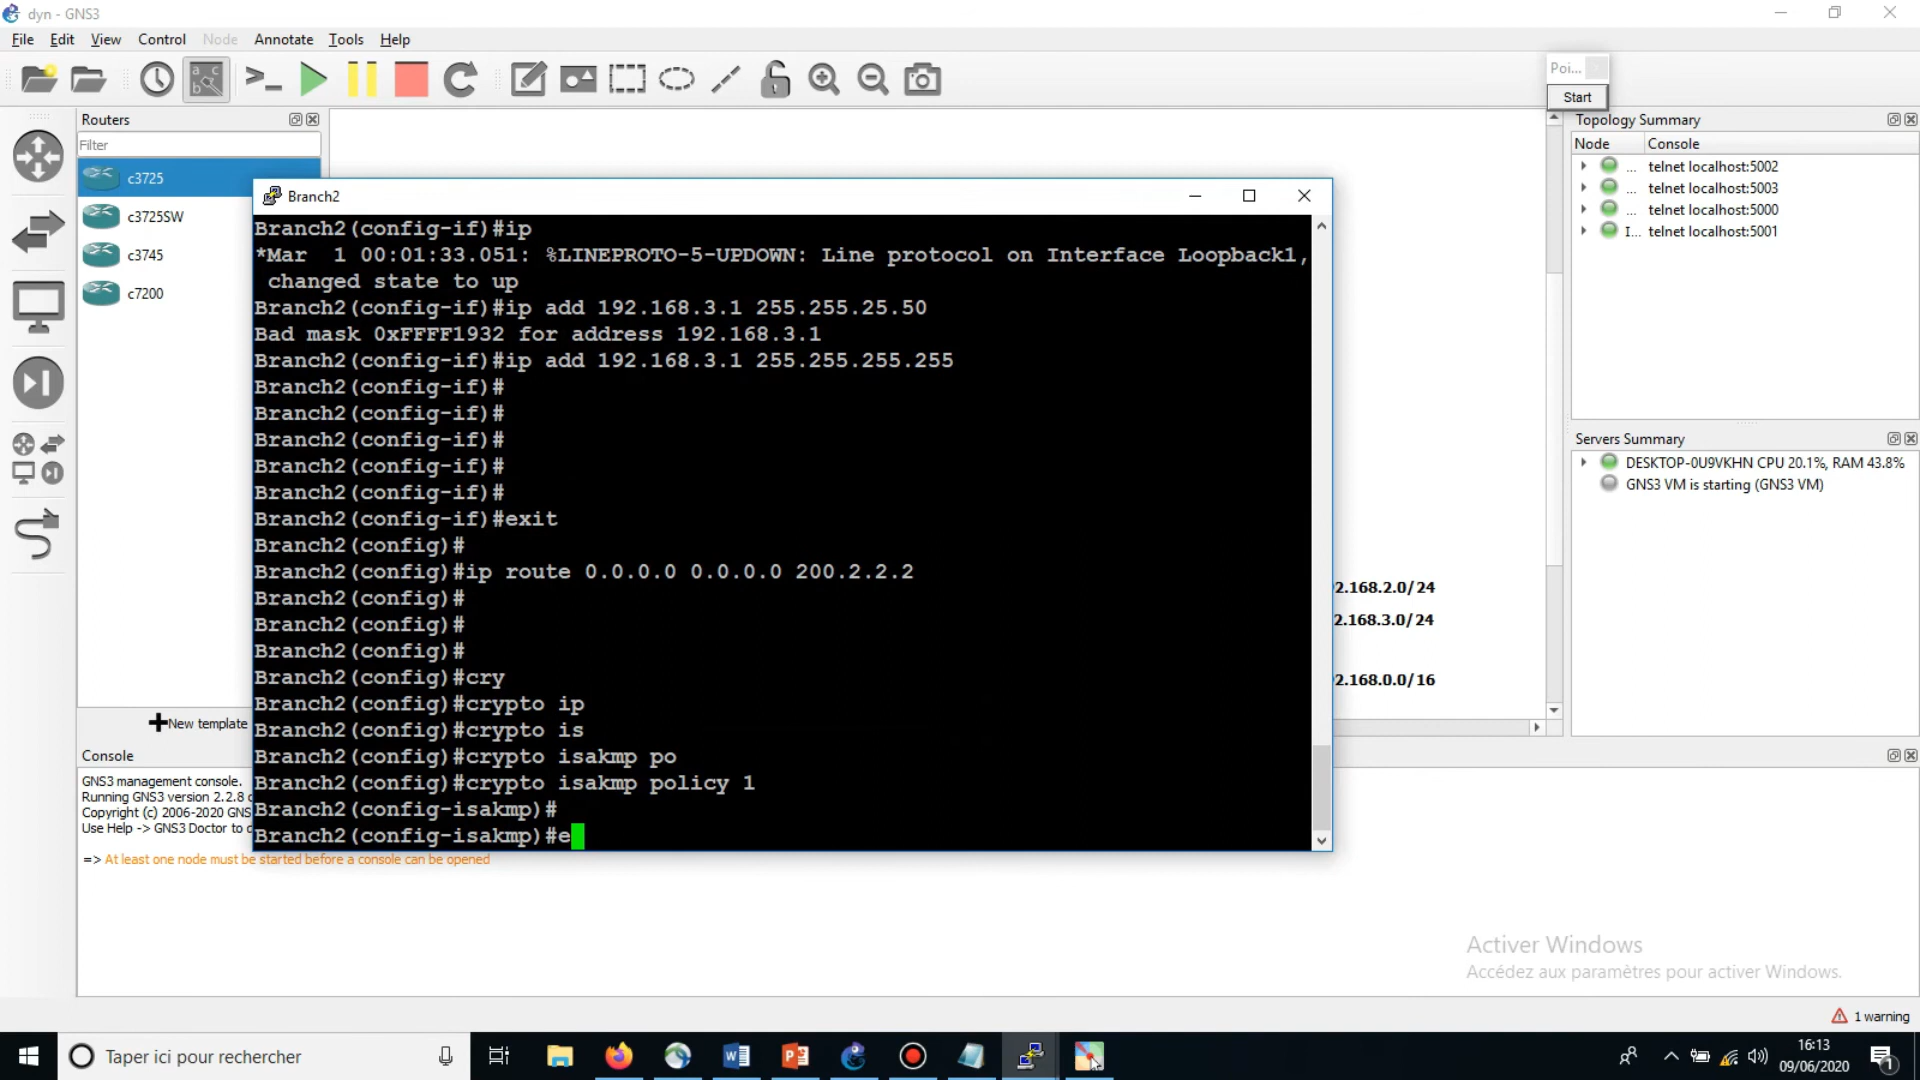 dyn - GNS3
File Edit View Control Node Annotate Tools Help
Poi...
Start
Routers
Filter
c3725
c3725SW
c3745
c7200
New template
Topology Summary
Node Console
... telnet localhost:5002
... telnet localhost:5003
... telnet localhost:5000
I... telnet localhost:5001
Servers Summary
DESKTOP-0U9VKHN CPU 20.1%, RAM 43.8%
GNS3 VM is starting (GNS3 VM)
Branch2
Branch2(config-if)#ip
*Mar  1 00:01:33.051: %LINEPROTO-5-UPDOWN: Line protocol on Interface Loopback1,
changed state to up
Branch2(config-if)#ip add 192.168.3.1 255.255.25.50
Bad mask 0xFFFF1932 for address 192.168.3.1
Branch2(config-if)#ip add 192.168.3.1 255.255.255.255
Branch2(config-if)#
Branch2(config-if)#
Branch2(config-if)#
Branch2(config-if)#
Branch2(config-if)#
Branch2(config-if)#exit
Branch2(config)#
Branch2(config)#ip route 0.0.0.0 0.0.0.0 200.2.2.2
Branch2(config)#
Branch2(config)#
Branch2(config)#
Branch2(config)#cry
Branch2(config)#crypto ip
Branch2(config)#crypto is
Branch2(config)#crypto isakmp po
Branch2(config)#crypto isakmp policy 1
Branch2(config-isakmp)#
Branch2(config-isakmp)#e
2.168.2.0/24
2.168.3.0/24
2.168.0.0/16
Console
GNS3 management console.
Running GNS3 version 2.2.8
Copyright (c) 2006-2020 GNS
Use Help -> GNS3 Doctor to
=> At least one node must be started before a console can be opened
Activer Windows
Accédez aux paramètres pour activer Windows.
1 warning
Taper ici pour rechercher
16:13
09/06/2020
1